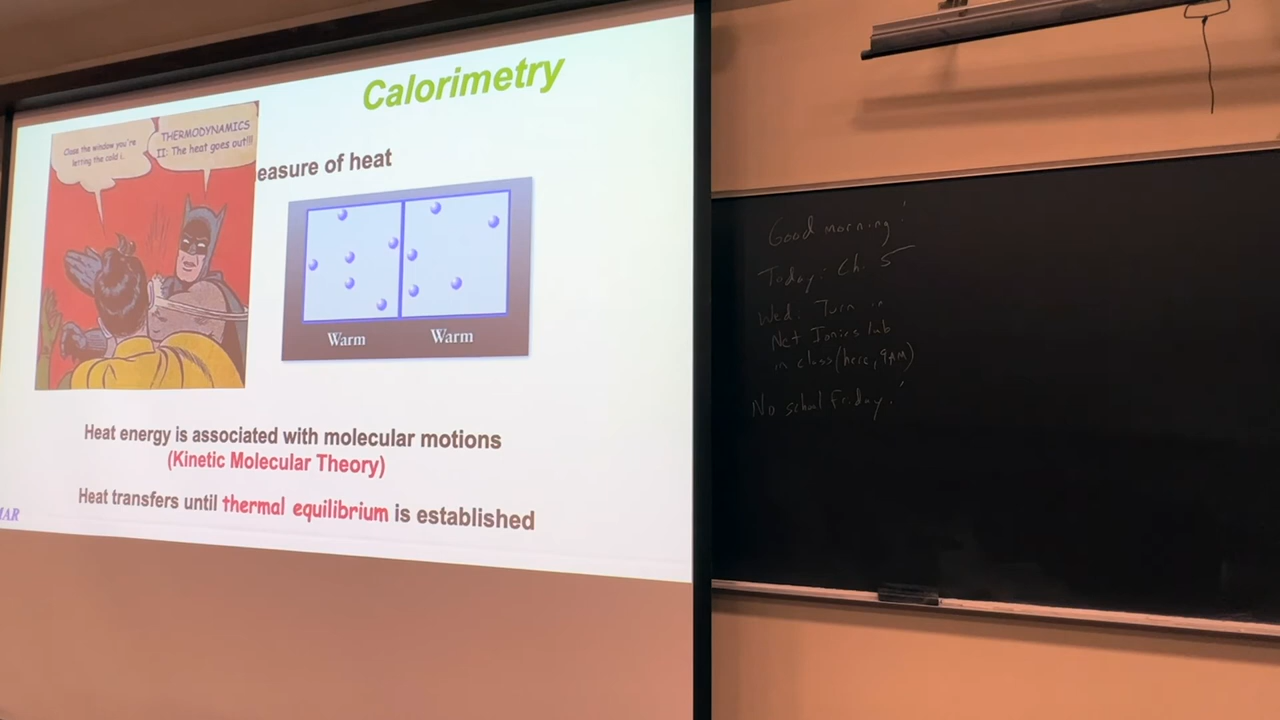 Calorimetry
Close the window you're
letting the cold i..
THERMODYNAMICS
II: The heat goes out!!!
easure of heat
Warm
Warm
Heat energy is associated with molecular motions
(Kinetic Molecular Theory)
Heat transfers until thermal equilibrium is established
MAR
Good morning!
Today: Ch. 5
Wed: Turn in
Net Ionics lab
in class (here, 9AM)
No school Friday!